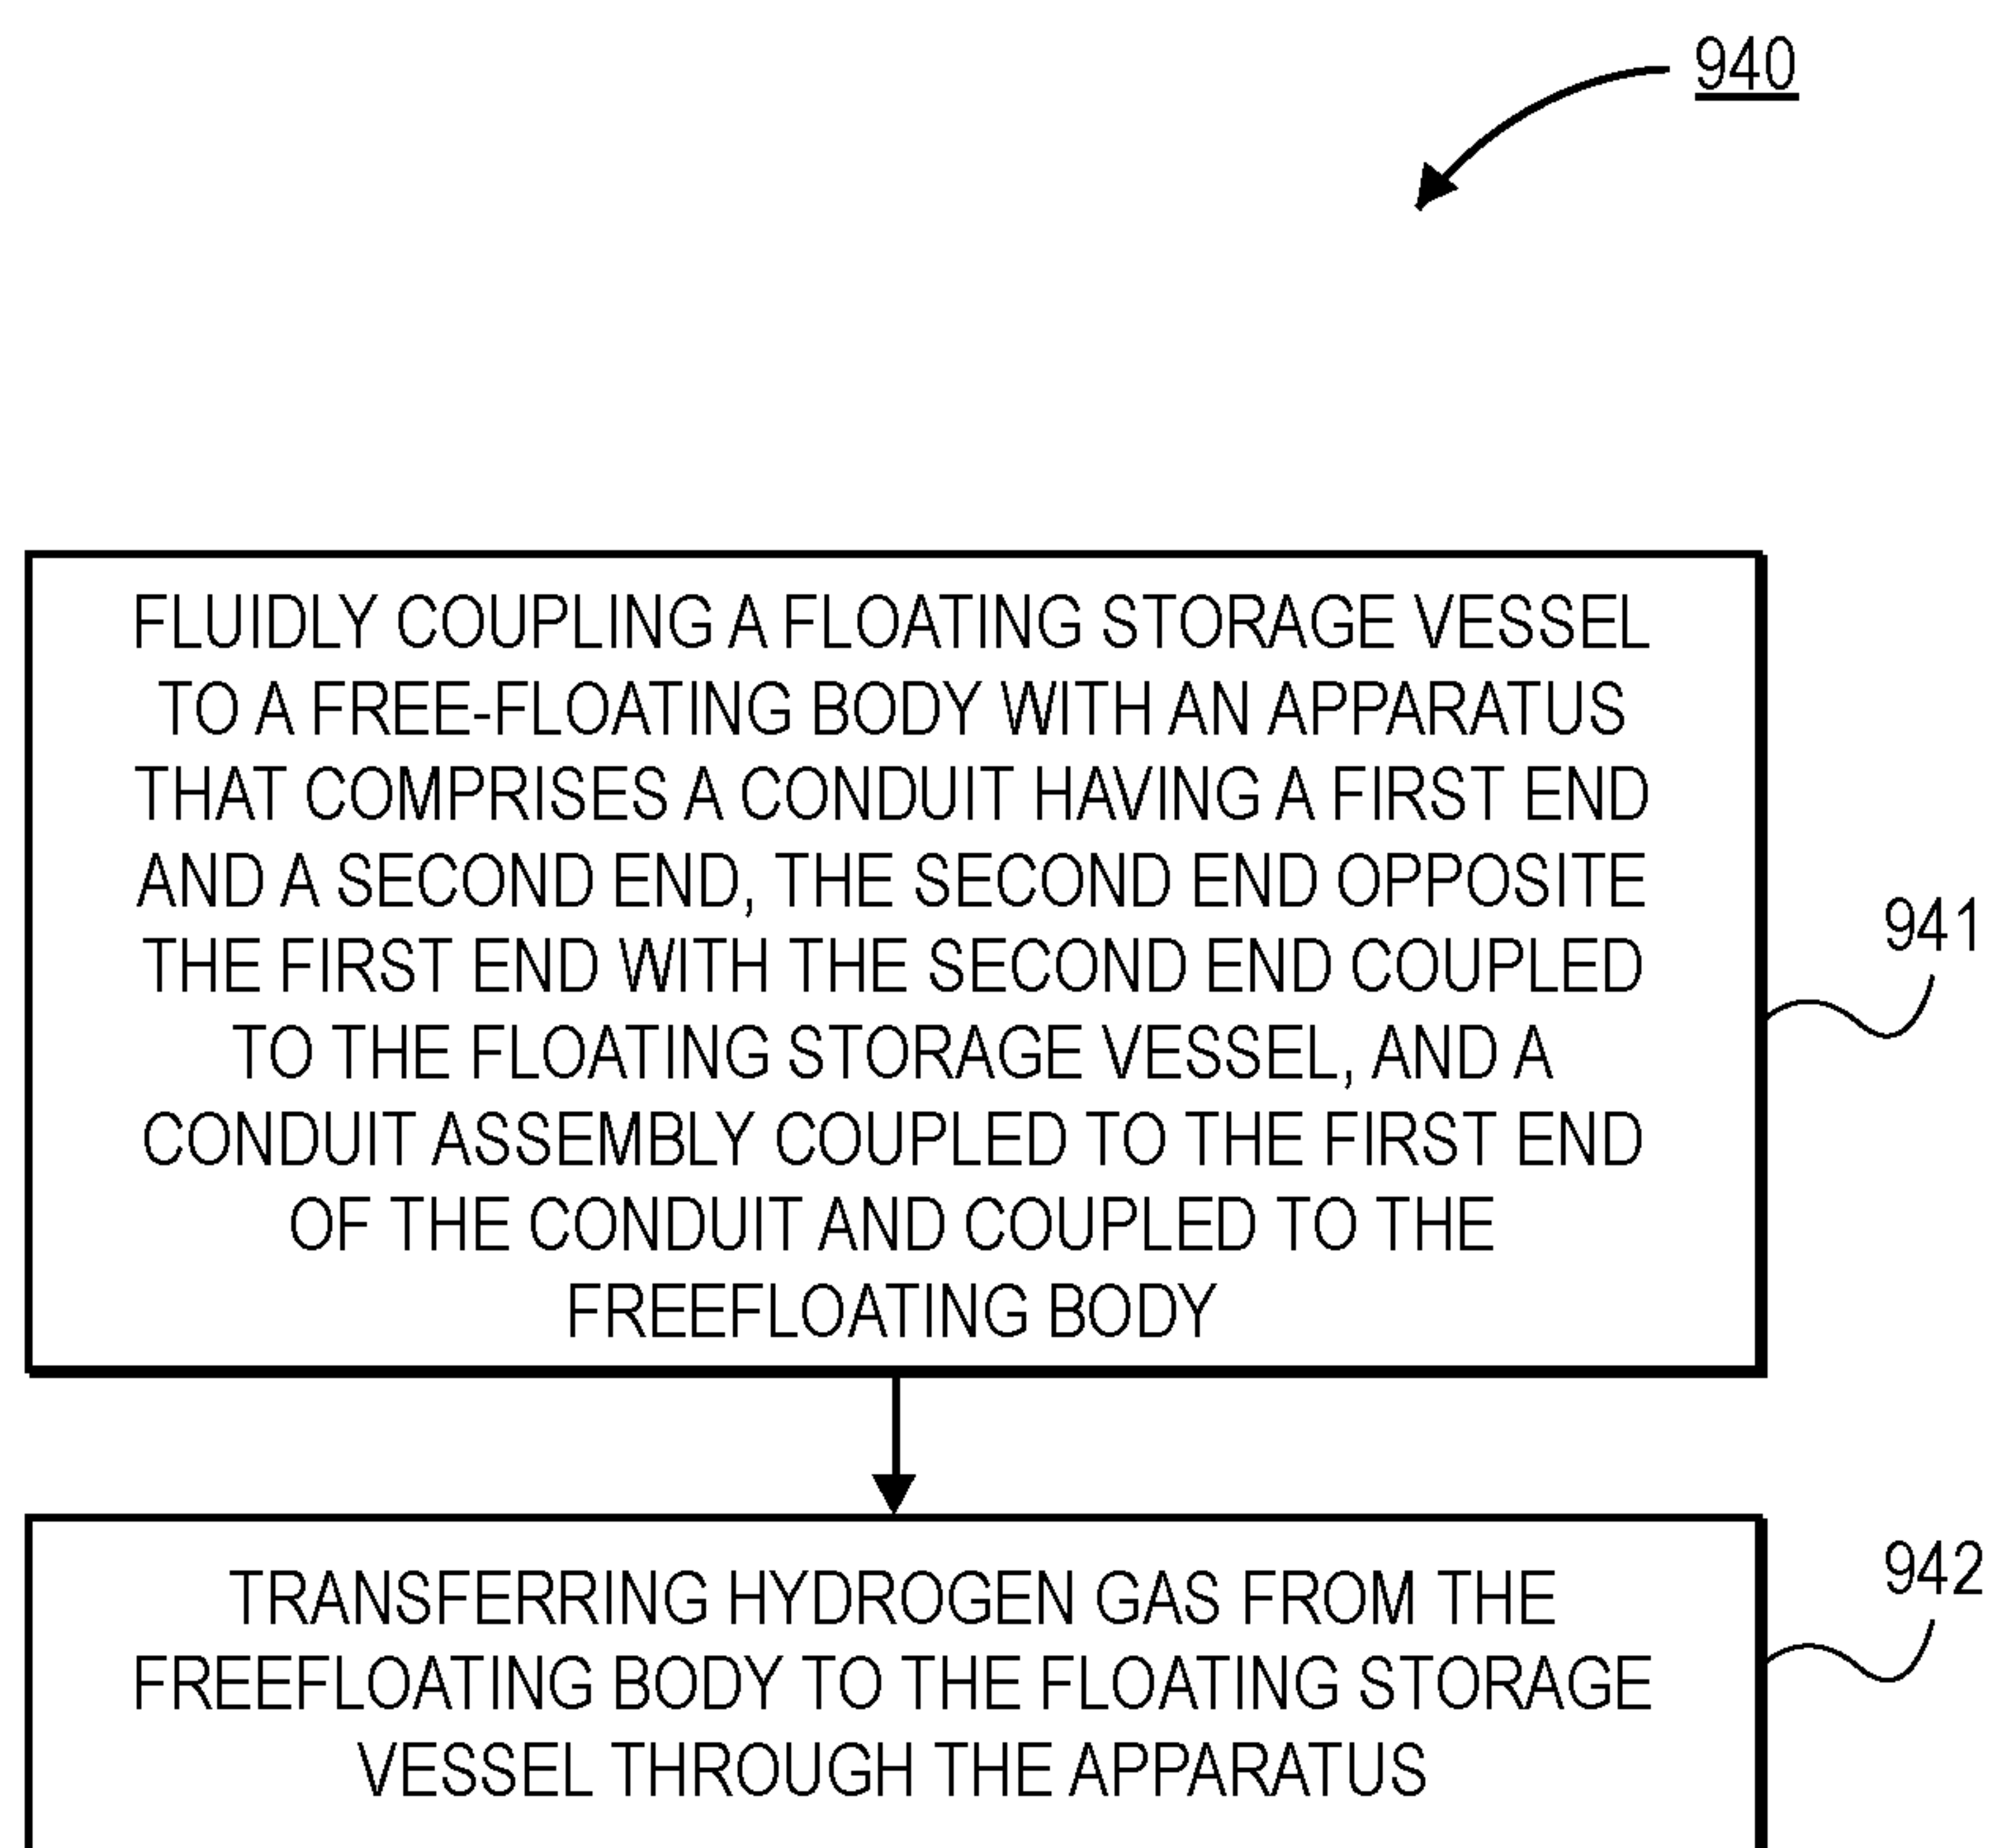 940
FLUIDLY COUPLING A FLOATING STORAGE VESSEL
TO A FREE-FLOATING BODY WITH AN APPARATUS
THAT COMPRISES A CONDUIT HAVING A FIRST END
AND A SECOND END, THE SECOND END OPPOSITE
THE FIRST END WITH THE SECOND END COUPLED
TO THE FLOATING STORAGE VESSEL, AND A
CONDUIT ASSEMBLY COUPLED TO THE FIRST END
OF THE CONDUIT AND COUPLED TO THE
FREEFLOATING BODY
941
TRANSFERRING HYDROGEN GAS FROM THE
FREEFLOATING BODY TO THE FLOATING STORAGE
VESSEL THROUGH THE APPARATUS
942